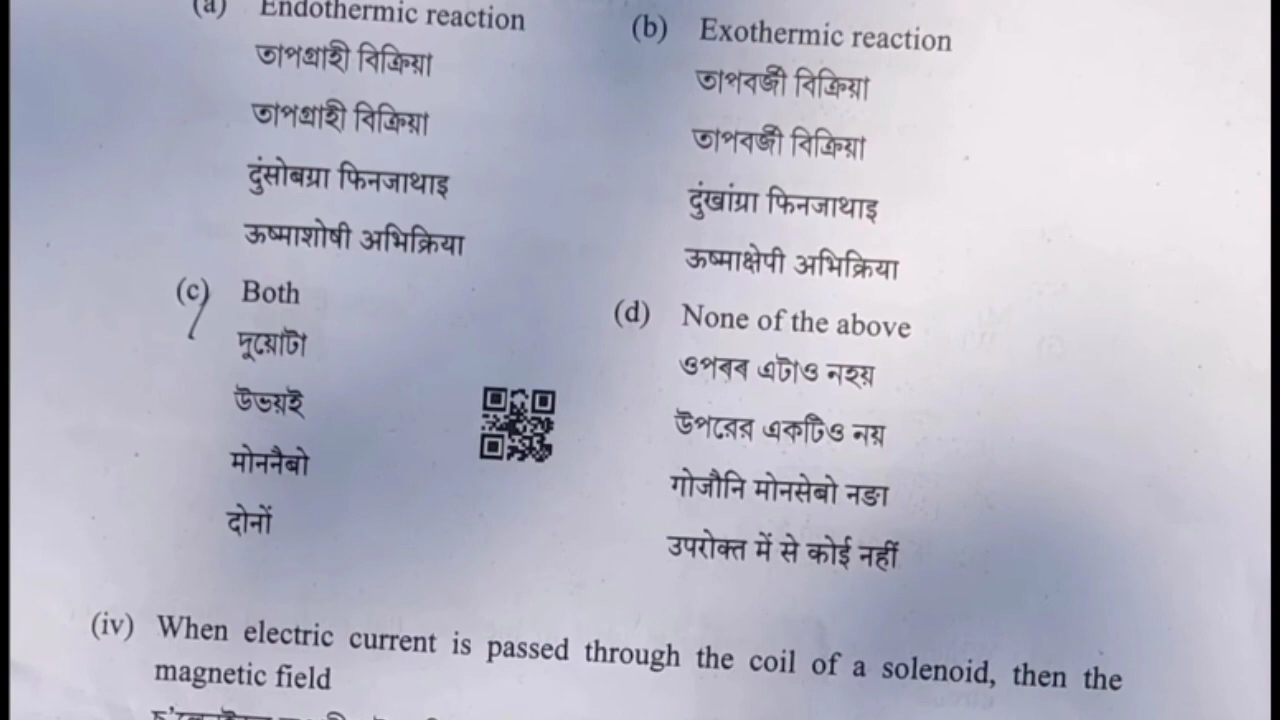 (a) Endothermic reaction
তাপগ্ৰাহী বিক্ৰিয়া
তাপগ্রাহী বিক্রিয়া
दुंसोबग्रा फिनजाथाइ
ऊष्माशोषी अभिक्रिया
(b) Exothermic reaction
তাপবৰ্জী বিক্ৰিয়া
তাপবর্জী বিক্রিয়া
दुंखांग्रा फिनजाथाइ
ऊष्माक्षेपी अभिक्रिया
(c) Both
দুয়োটা
উভয়ই
मोननैबो
दोनों
(d) None of the above
ওপৰৰ এটাও নহয়
উপরের একটিও নয়
गोजौनि मोनसेबो नङा
उपरोक्त में से कोई नहीं
(iv) When electric current is passed through the coil of a solenoid, then the
magnetic field